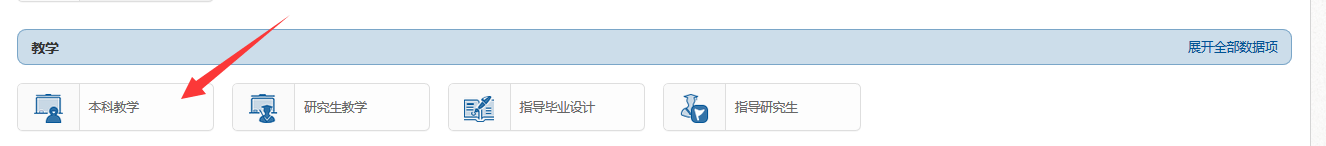 教学
展开全部数据项
本科教学
研究生教学
指导毕业设计
指导研究生